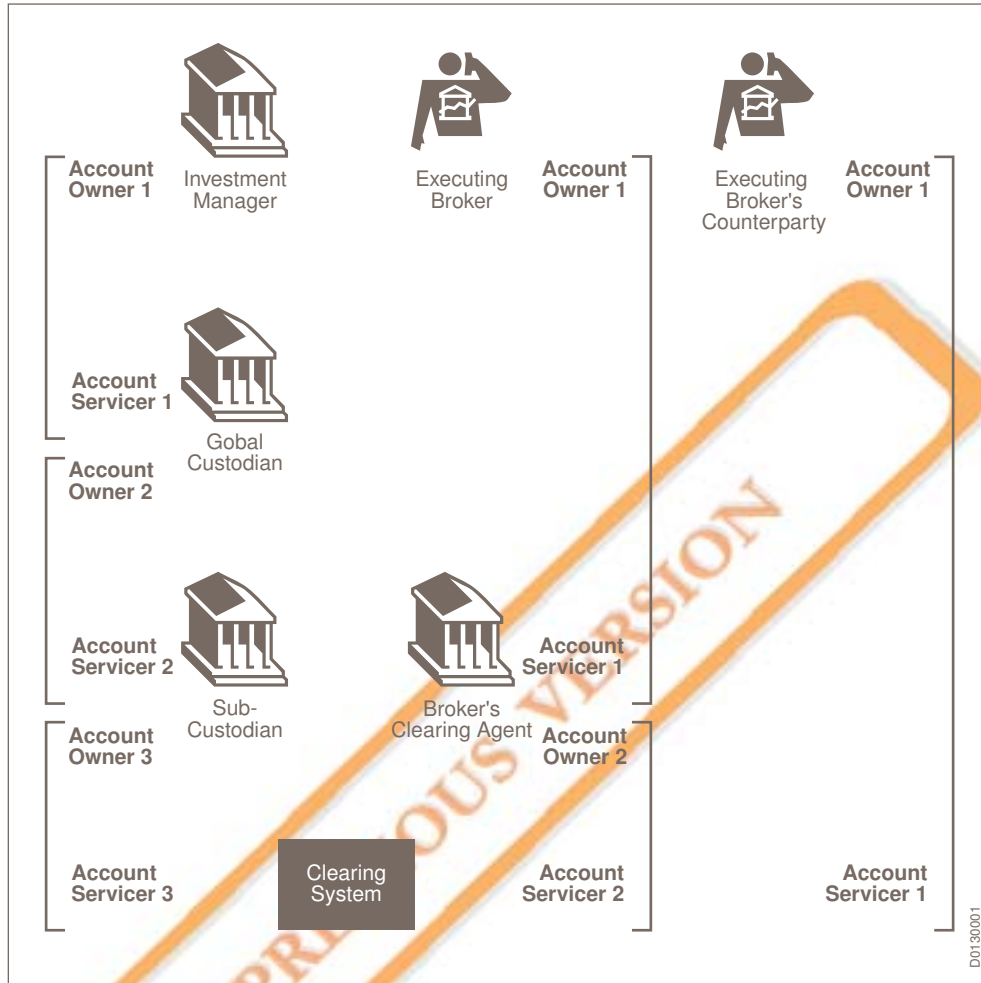 Account
Owner 1
Investment
Manager
Executing
Broker
Account
Owner 1
Executing
Broker's
Counterparty
Account
Owner 1
Account
Servicer 1
Gobal
Custodian
Account
Owner 2
Account
Servicer 2
Sub-
Custodian
Broker's
Clearing Agent
Account
Servicer 1
Account
Owner 3
Account
Owner 2
Account
Servicer 3
Clearing
System
Account
Servicer 2
Account
Servicer 1
D0130001
PREVIOUS VERSION